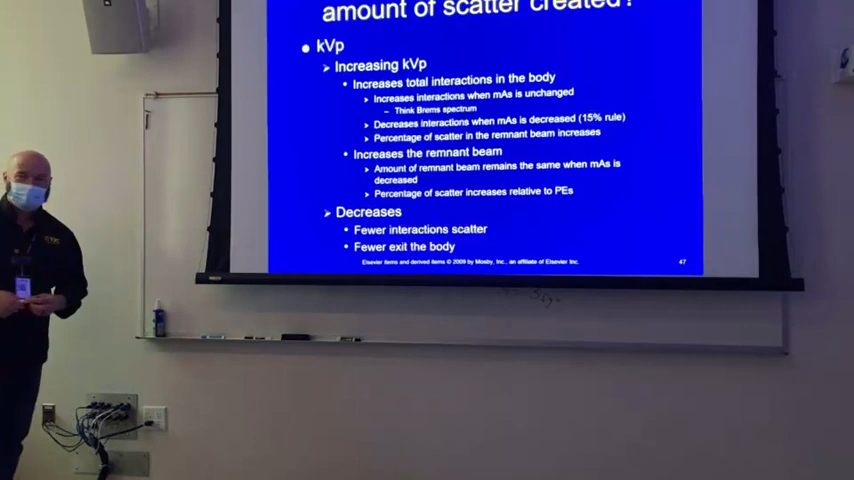 amount of scatter created?
● kVp
➢ Increasing kVp
• Increases total interactions in the body
➢ Increases interactions when mAs is unchanged
– Think Brems spectrum
➢ Decreases interactions when mAs is decreased (15% rule)
➢ Percentage of scatter in the remnant beam increases
• Increases the remnant beam
➢ Amount of remnant beam remains the same when mAs is
decreased
➢ Percentage of scatter increases relative to PEs
➢ Decreases
• Fewer interactions scatter
• Fewer exit the body
Elsevier items and derived items © 2009 by Mosby, Inc., an affiliate of Elsevier Inc.
47